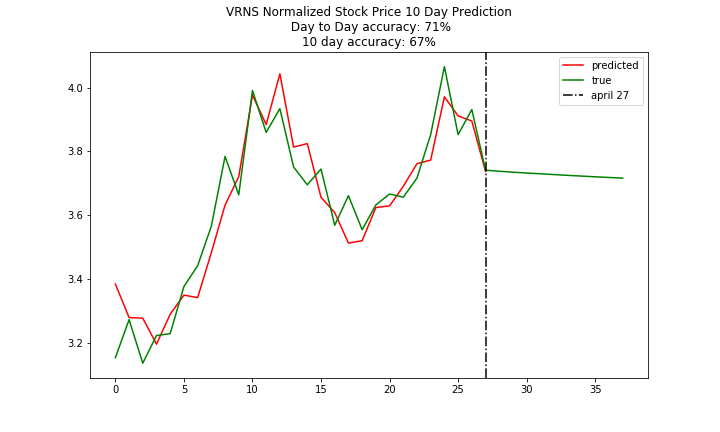 VRNS Normalized Stock Price 10 Day Prediction
Day to Day accuracy: 71%
10 day accuracy: 67%
predicted
true
april 27
4.0
3.8
3.6
3.4
3.2
0 5 10 15 20 25 30 35